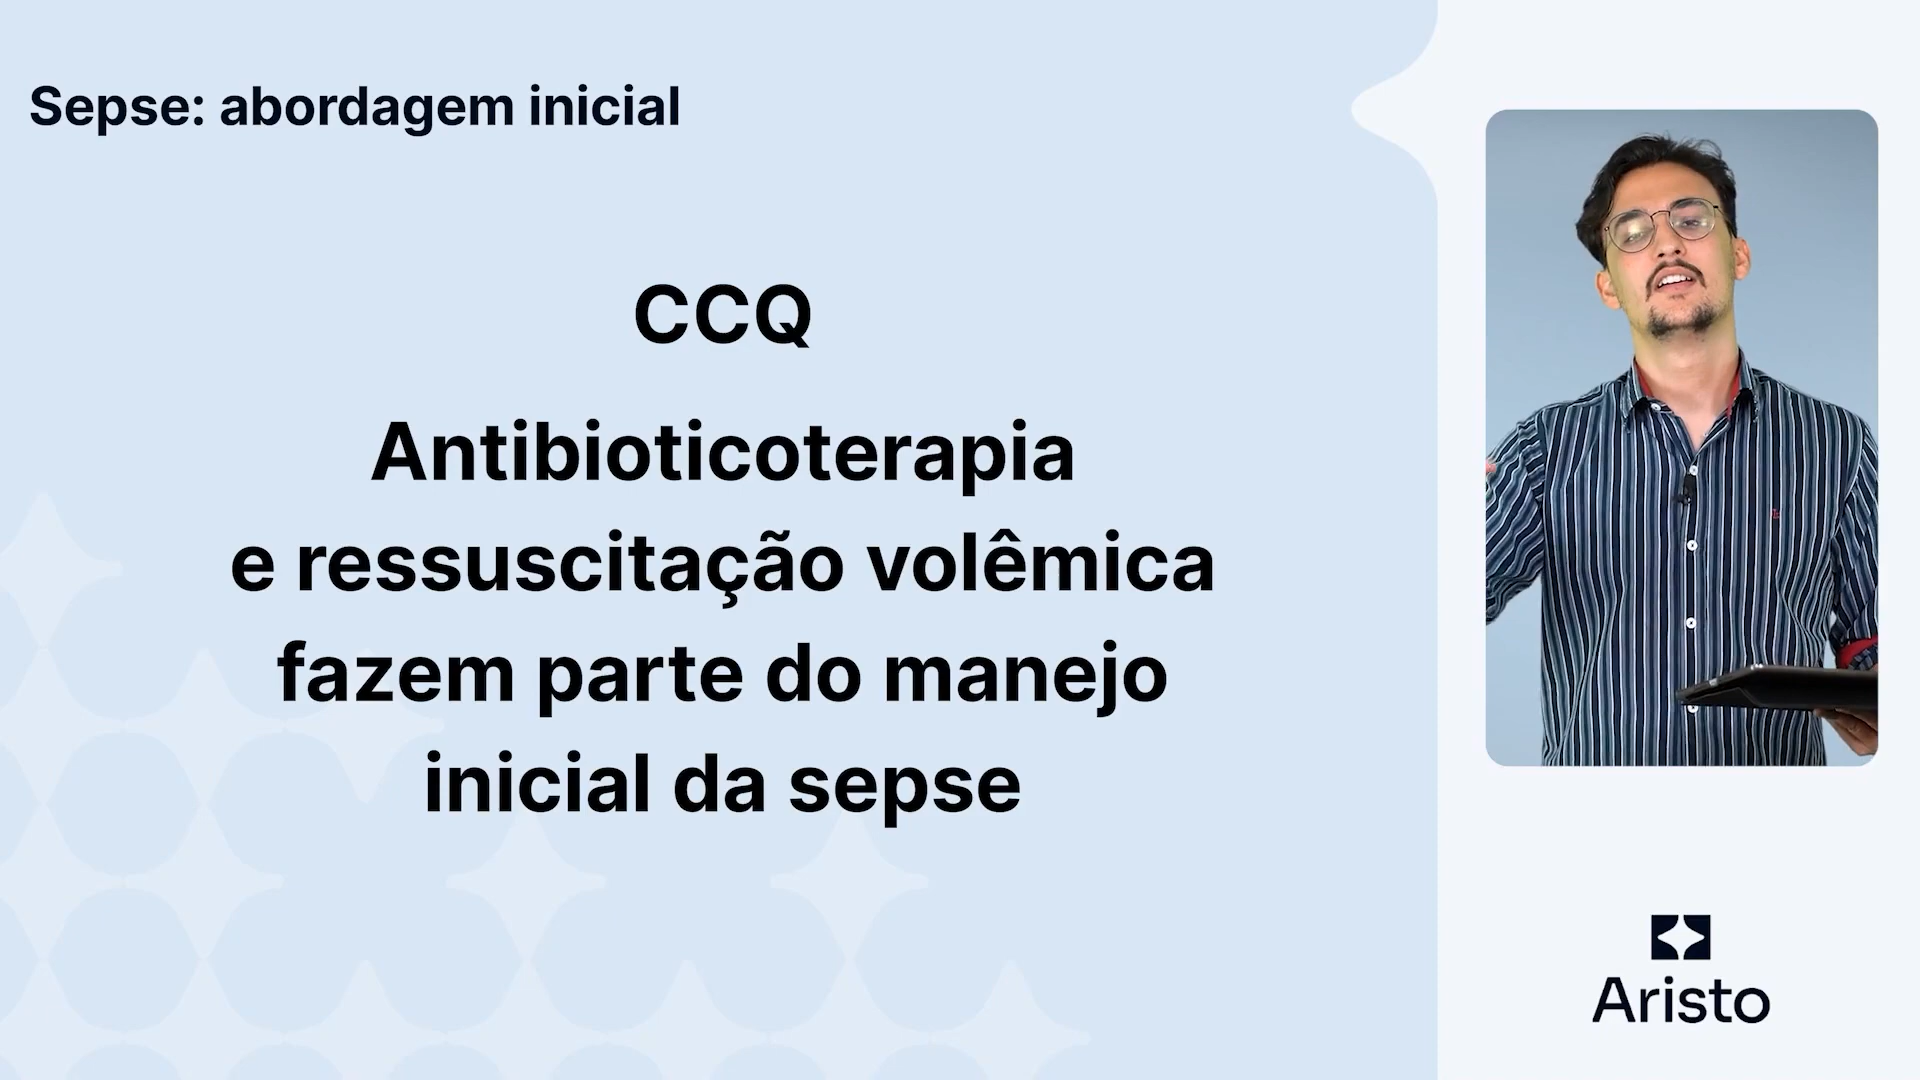 Sepse: abordagem inicial
CCQ
Antibioticoterapia
e ressuscitação volêmica
fazem parte do manejo
inicial da sepse
Aristo